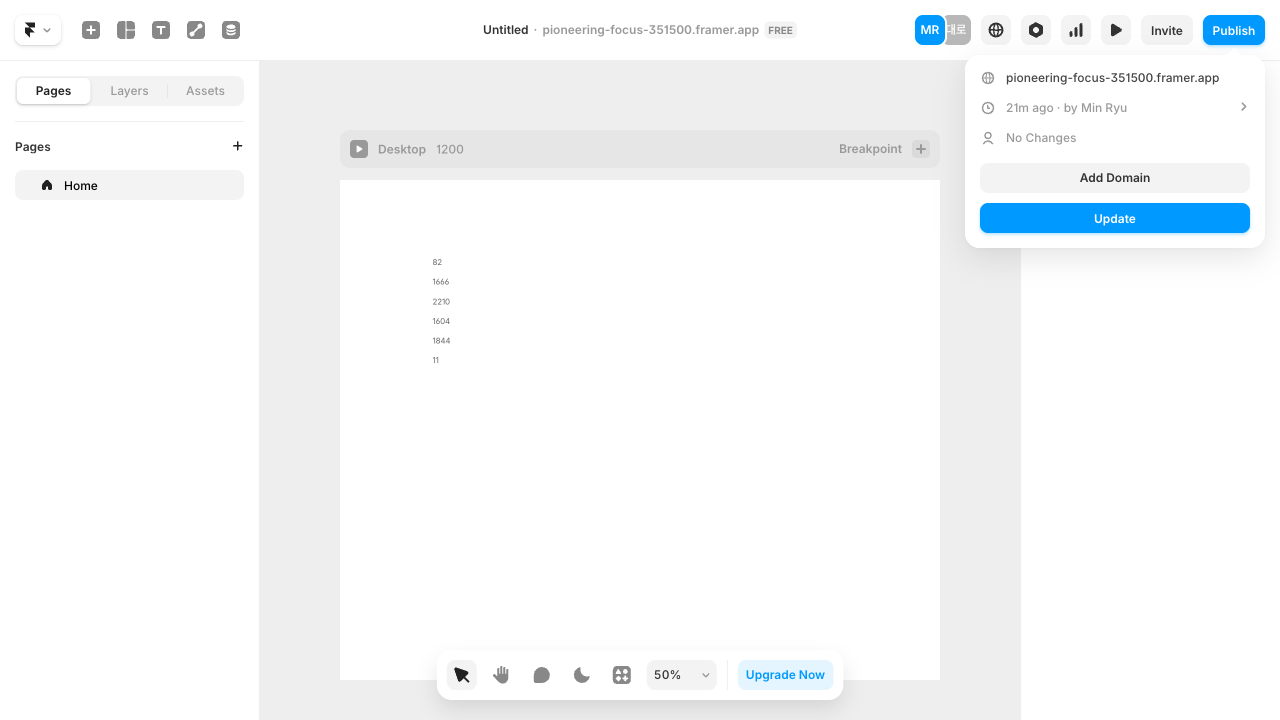 Untitled · pioneering-focus-351500.framer.app FREE
MR 대로 Invite Publish
Pages Layers Assets
pioneering-focus-351500.framer.app
21m ago · by Min Ryu
No Changes
Add Domain
Update
Pages
Home
Desktop 1200 Breakpoint
82
1666
2210
1604
1844
11
50% Upgrade Now